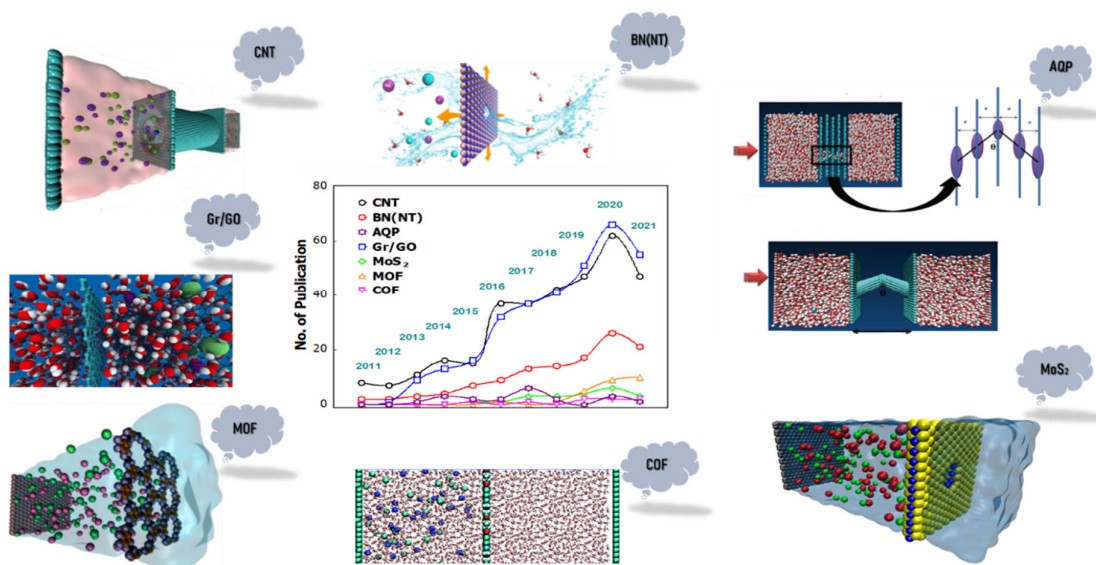 CNT
BN(NT)
AQP
Gr/GO
80
60
40
20
0
No. of Publication
CNT
BN(NT)
AQP
Gr/GO
MoS₂
MOF
COF
2011
2012
2013
2014
2015
2016
2017
2018
2019
2020
2021
θ
θ
MoS₂
MOF
COF